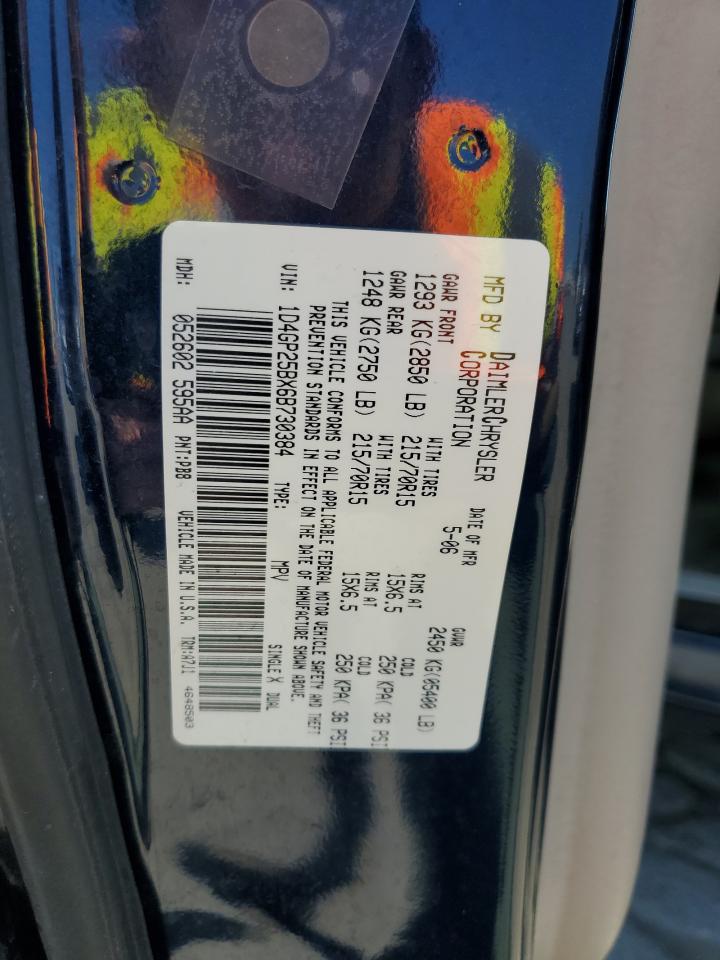 MFD BY DAIMLERCHRYSLER CORPORATION
DATE OF MFR 5-06
GVWR 2450 KG(05400 LB)
GAWR FRONT WITH TIRES RIMS AT COLD
1293 KG(2850 LB) 215/70R15 15X6.5 250 KPA( 36 PSI
GAWR REAR WITH TIRES RIMS AT COLD
1248 KG(2750 LB) 215/70R15 15X6.5 250 KPA( 36 PSI
THIS VEHICLE CONFORMS TO ALL APPLICABLE FEDERAL MOTOR VEHICLE SAFETY AND THEFT
PREVENTION STANDARDS IN EFFECT ON THE DATE OF MANUFACTURE SHOWN ABOVE.
VIN: 1D4GP25BX6B730384 TYPE: MPV SINGLE X DUAL
MDH: 052802 595AA PNT:PB8 VEHICLE MADE IN U.S.A. TRM:A7J1 4648503